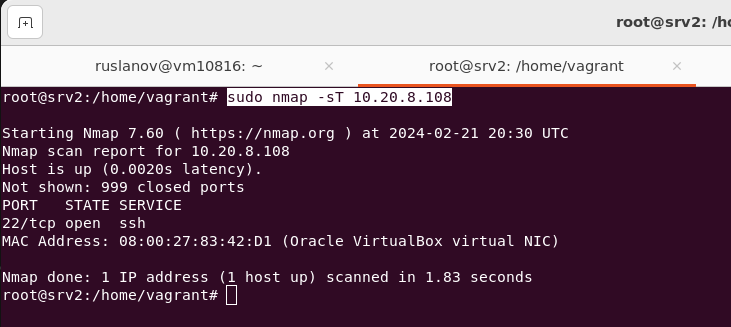 root@srv2: /h
ruslanov@vm10816: ~ × root@srv2: /home/vagrant ×
root@srv2:/home/vagrant# sudo nmap -sT 10.20.8.108
Starting Nmap 7.60 ( https://nmap.org ) at 2024-02-21 20:30 UTC
Nmap scan report for 10.20.8.108
Host is up (0.0020s latency).
Not shown: 999 closed ports
PORT   STATE SERVICE
22/tcp open  ssh
MAC Address: 08:00:27:83:42:D1 (Oracle VirtualBox virtual NIC)
Nmap done: 1 IP address (1 host up) scanned in 1.83 seconds
root@srv2:/home/vagrant#